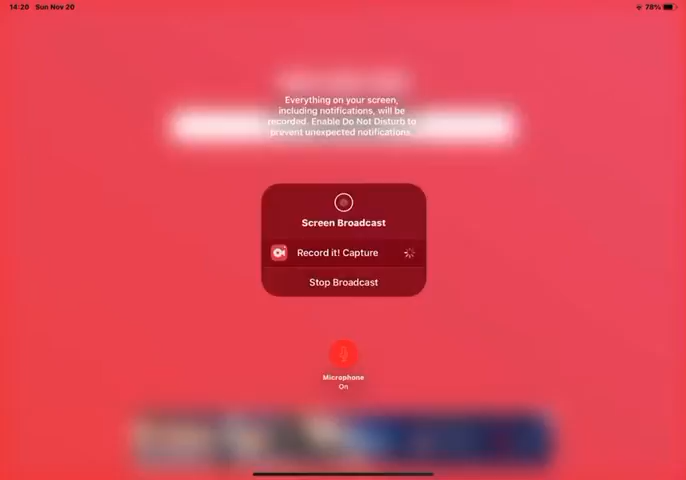 14:20 Sun Nov 20
78%
Everything on your screen,
including notifications, will be
recorded. Enable Do Not Disturb to
prevent unexpected notifications.
Screen Broadcast
Record it! Capture
Stop Broadcast
Microphone
On